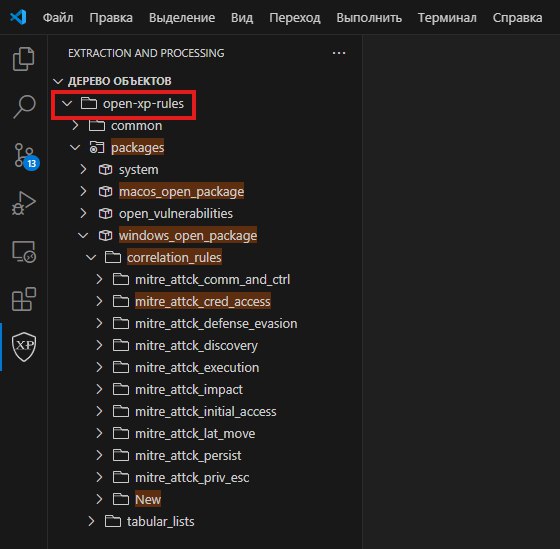 Файл Правка Выделение Вид Переход Выполнить Терминал Справка
EXTRACTION AND PROCESSING ...
ДЕРЕВО ОБЪЕКТОВ
open-xp-rules
common
packages
system
macos_open_package
open_vulnerabilities
windows_open_package
correlation_rules
mitre_attck_comm_and_ctrl
mitre_attck_cred_access
mitre_attck_defense_evasion
mitre_attck_discovery
mitre_attck_execution
mitre_attck_impact
mitre_attck_initial_access
mitre_attck_lat_move
mitre_attck_persist
mitre_attck_priv_esc
New
tabular_lists
13
XP